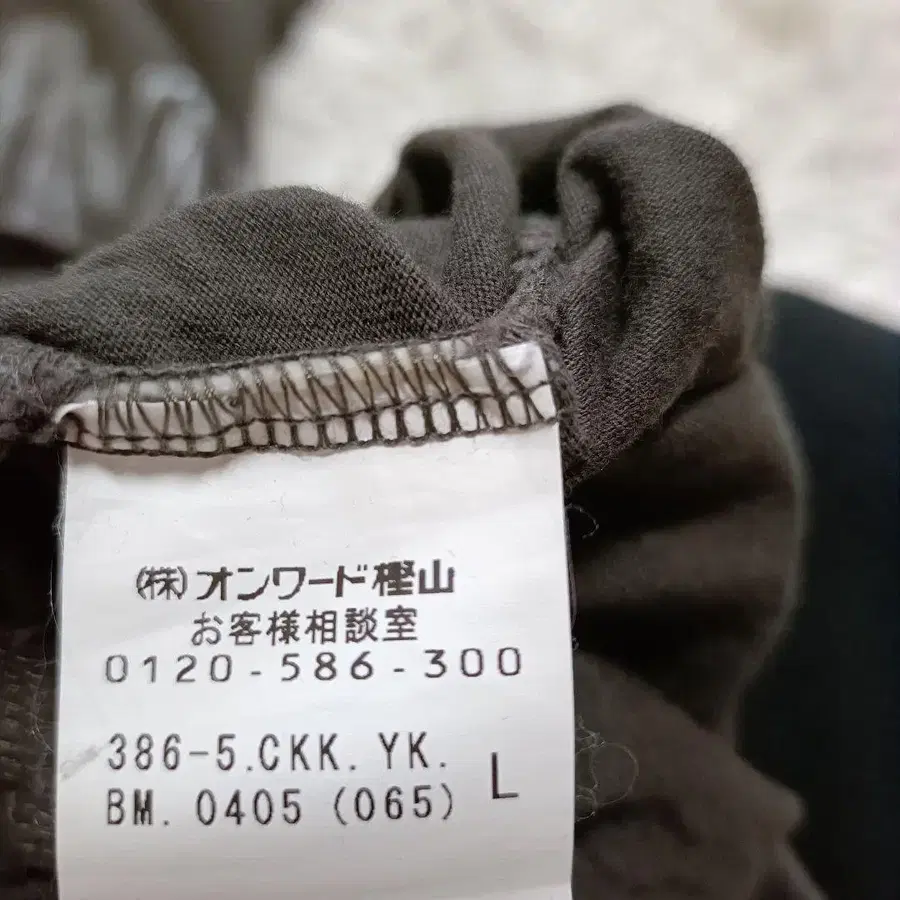 (株)オンワード樫山
お客様相談室
0120-586-300
386-5.CKK.YK.
BM.0405(065) L